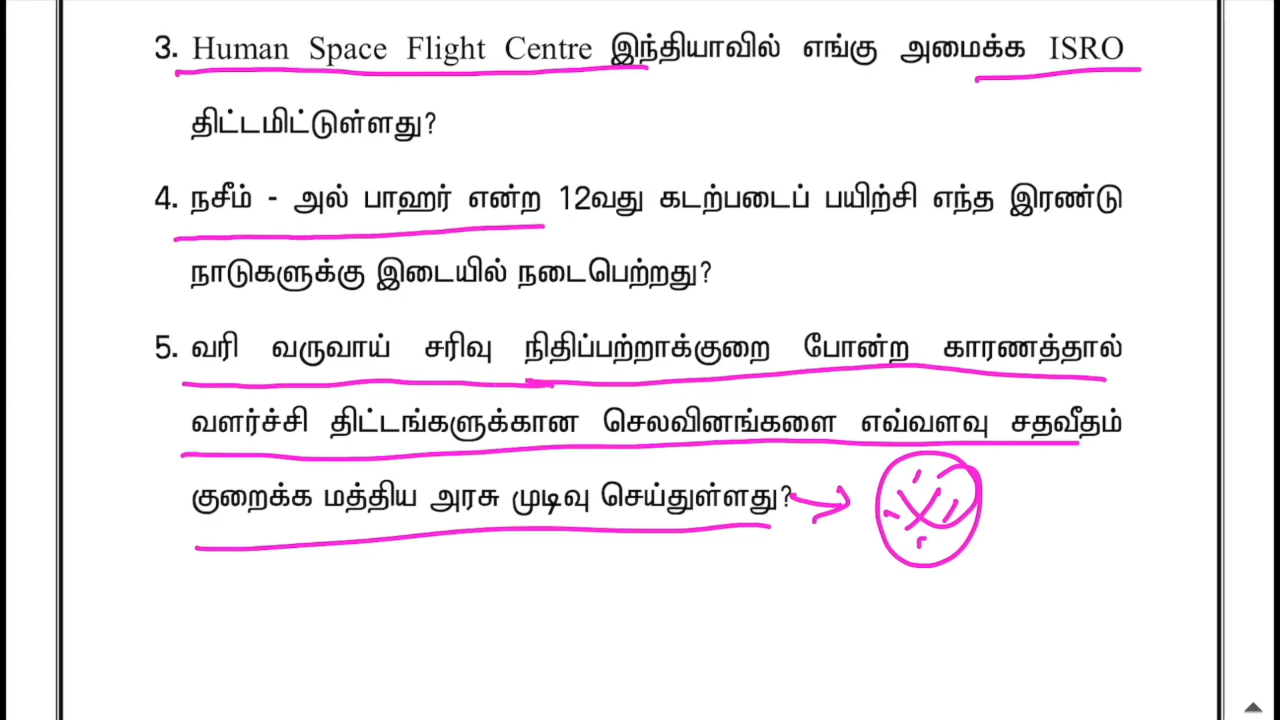 3. Human Space Flight Centre இந்தியாவில் எங்கு அமைக்க ISRO
திட்டமிட்டுள்ளது?
4. நசீம் - அல் பாஹர் என்ற 12வது கடற்படைப் பயிற்சி எந்த இரண்டு
நாடுகளுக்கு இடையில் நடைபெற்றது?
5. வரி வருவாய் சரிவு நிதிப்பற்றாக்குறை போன்ற காரணத்தால்
வளர்ச்சி திட்டங்களுக்கான செலவினங்களை எவ்வளவு சதவீதம்
குறைக்க மத்திய அரசு முடிவு செய்துள்ளது?